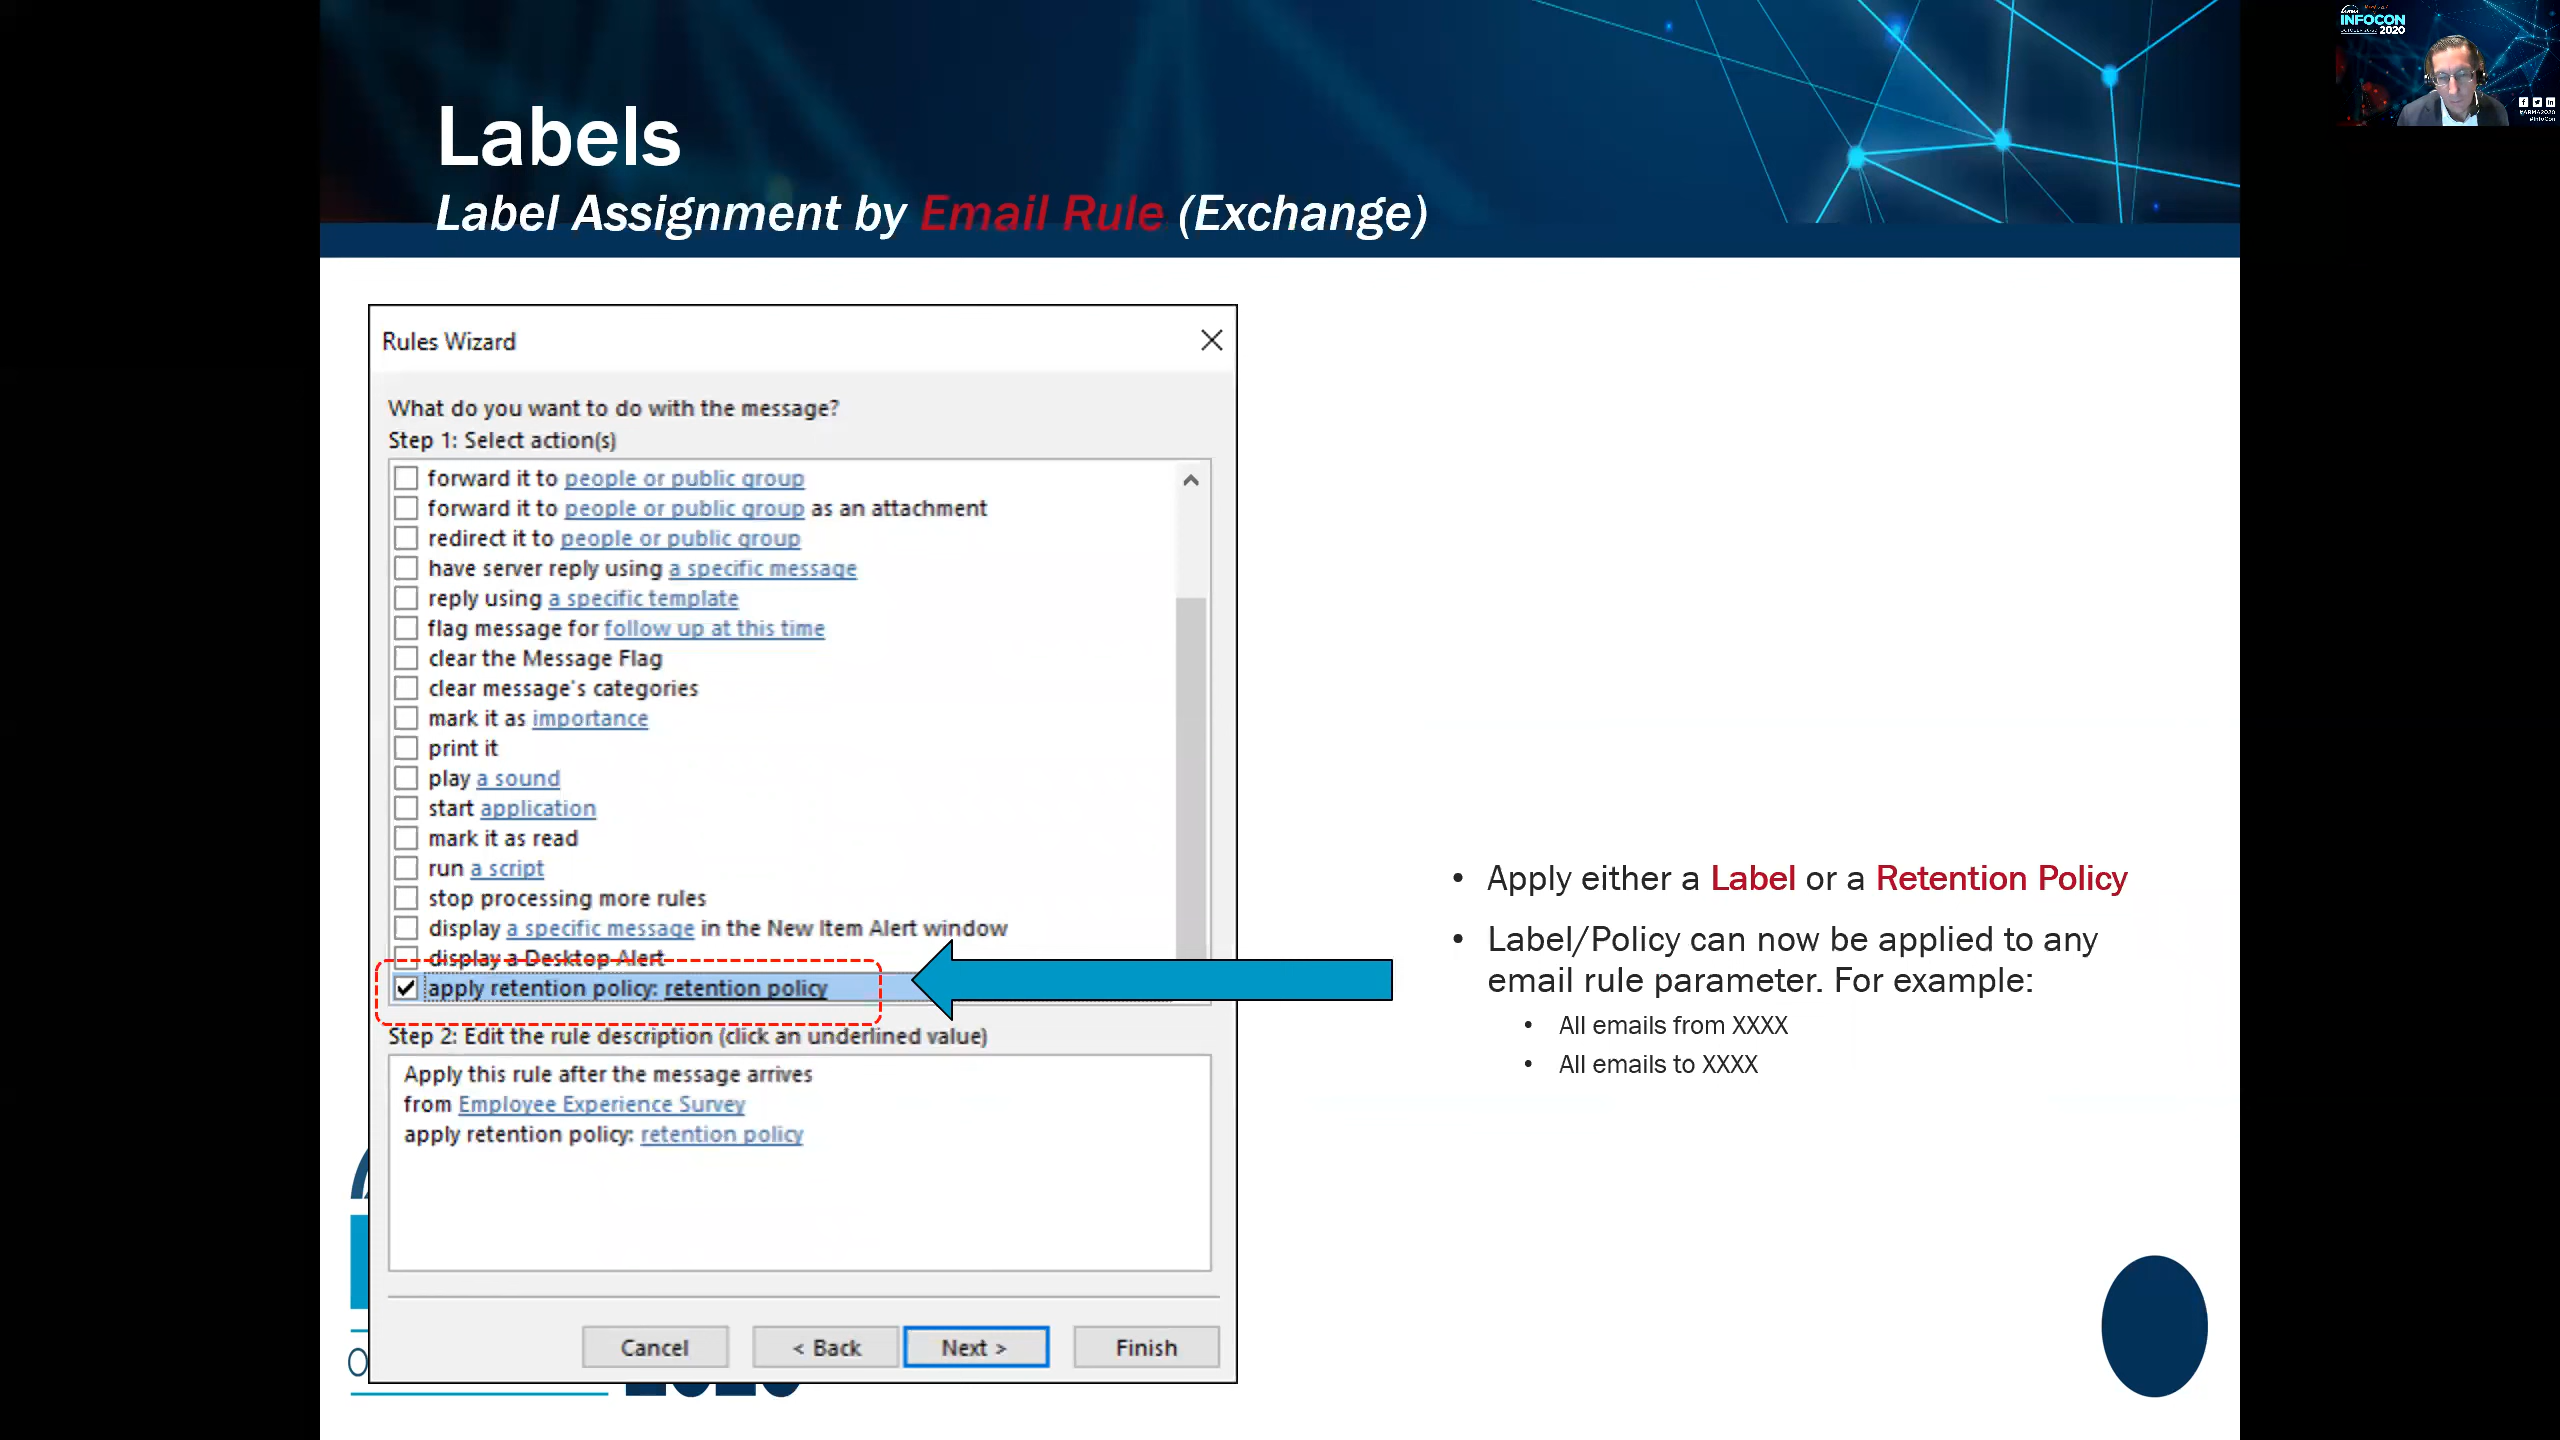 Labels
Label Assignment by Email Rule (Exchange)
INFOCON
2020
#ARMA2020
#InfoCon
Rules Wizard
What do you want to do with the message?
Step 1: Select action(s)
forward it to people or public group
forward it to people or public group as an attachment
redirect it to people or public group
have server reply using a specific message
reply using a specific template
flag message for follow up at this time
clear the Message Flag
clear message's categories
mark it as importance
print it
play a sound
start application
mark it as read
run a script
stop processing more rules
display a specific message in the New Item Alert window
display a Desktop Alert
apply retention policy: retention policy
Step 2: Edit the rule description (click an underlined value)
Apply this rule after the message arrives
from Employee Experience Survey
apply retention policy: retention policy
Cancel
< Back
Next >
Finish
• Apply either a Label or a Retention Policy
• Label/Policy can now be applied to any
email rule parameter. For example:
• All emails from XXXX
• All emails to XXXX